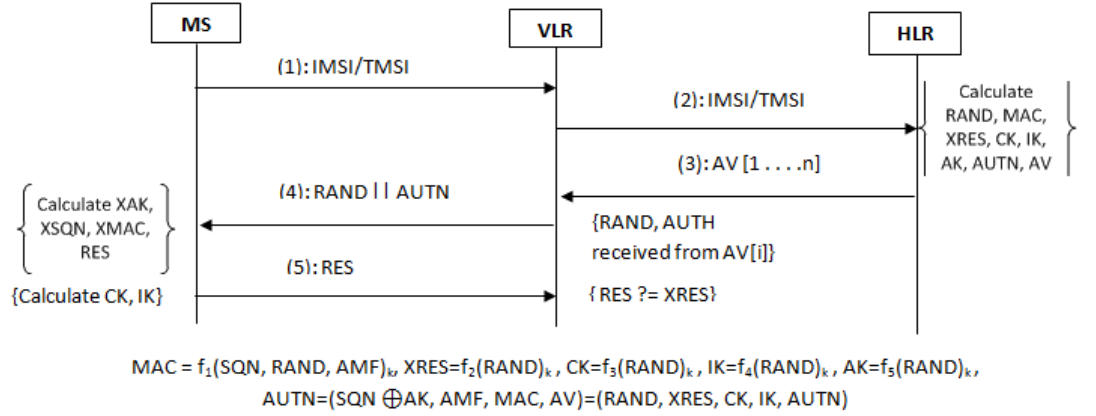 MS
VLR
HLR
(1): IMSI/TMSI
(2): IMSI/TMSI
Calculate
RAND, MAC,
XRES, CK, IK,
AK, AUTN, AV
(3): AV [1 . . . .n]
(4): RAND || AUTN
Calculate XAK,
XSQN, XMAC,
RES
{RAND, AUTH
received from AV[i]}
(5): RES
{Calculate CK, IK}
{ RES ?= XRES}
MAC = f₁(SQN, RAND, AMF)ₖ, XRES=f₂(RAND)ₖ , CK=f₃(RAND)ₖ , IK=f₄(RAND)ₖ , AK=f₅(RAND)ₖ ,
AUTN=(SQN ⊕AK, AMF, MAC, AV)=(RAND, XRES, CK, IK, AUTN)